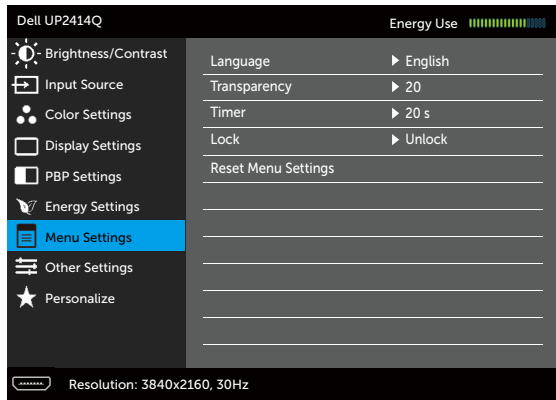 Dell UP2414Q
Energy Use
Brightness/Contrast
Input Source
Color Settings
Display Settings
PBP Settings
Energy Settings
Menu Settings
Other Settings
Personalize
Language English
Transparency 20
Timer 20 s
Lock Unlock
Reset Menu Settings
Resolution: 3840x2160, 30Hz